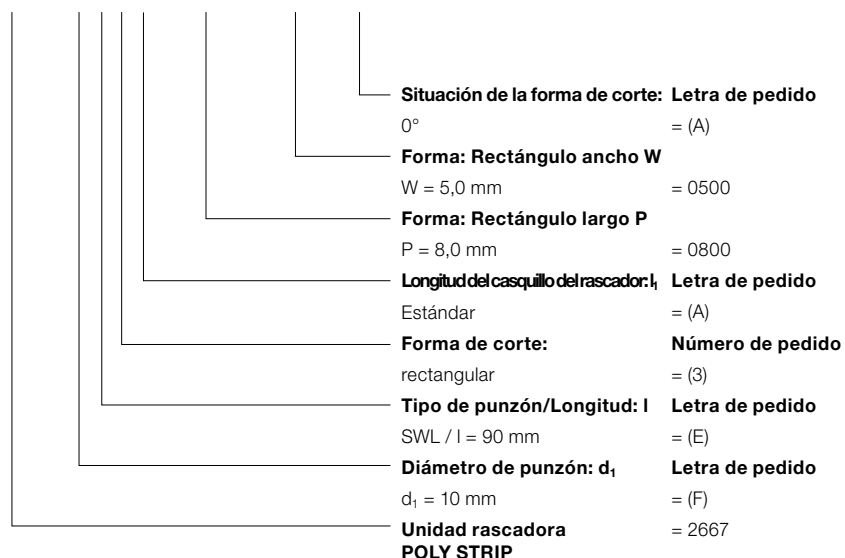 Situación de la forma de corte: Letra de pedido
0° = (A)
Forma: Rectángulo ancho W
W = 5,0 mm = 0500
Forma: Rectángulo largo P
P = 8,0 mm = 0800
Longitud del casquillo del rascador: l₁ Letra de pedido
Estándar = (A)
Forma de corte: Número de pedido
rectangular = (3)
Tipo de punzón/Longitud: l Letra de pedido
SWL / l = 90 mm = (E)
Diámetro de punzón: d₁ Letra de pedido
d₁ = 10 mm = (F)
Unidad rascadora = 2667
POLY STRIP